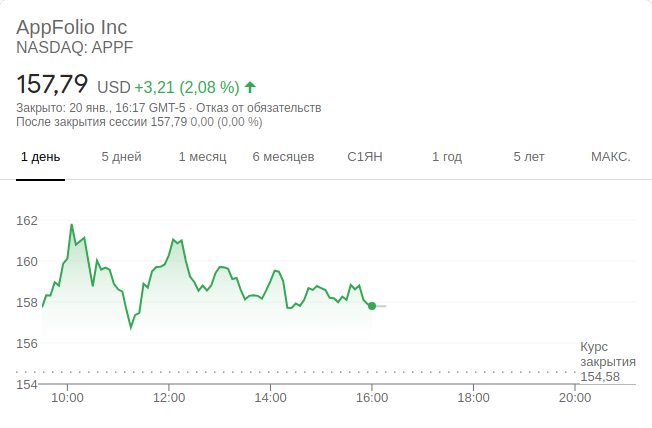 AppFolio Inc
NASDAQ: APPF
157,79 USD +3,21 (2,08 %)
Закрыто: 20 янв., 16:17 GMT-5 · Отказ от обязательств
После закрытия сессии 157,79 0,00 (0,00 %)
1 день 5 дней 1 месяц 6 месяцев С1ЯН 1 год 5 лет МАКС.
162
160
158
156
Курс
закрытия
154,58
154
10:00 12:00 14:00 16:00 18:00 20:00